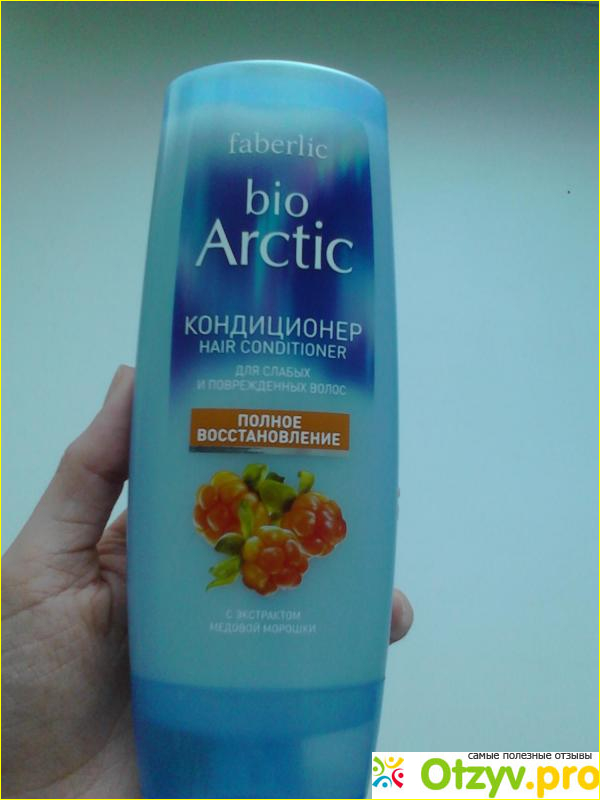 faberlic
bio
Arctic
КОНДИЦИОНЕР
HAIR CONDITIONER
ДЛЯ СЛАБЫХ
И ПОВРЕЖДЕННЫХ ВОЛОС
ПОЛНОЕ
ВОССТАНОВЛЕНИЕ
С ЭКСТРАКТОМ
МЕДОВОЙ МОРОШКИ
самые полезные отзывы
Otzyv.pro